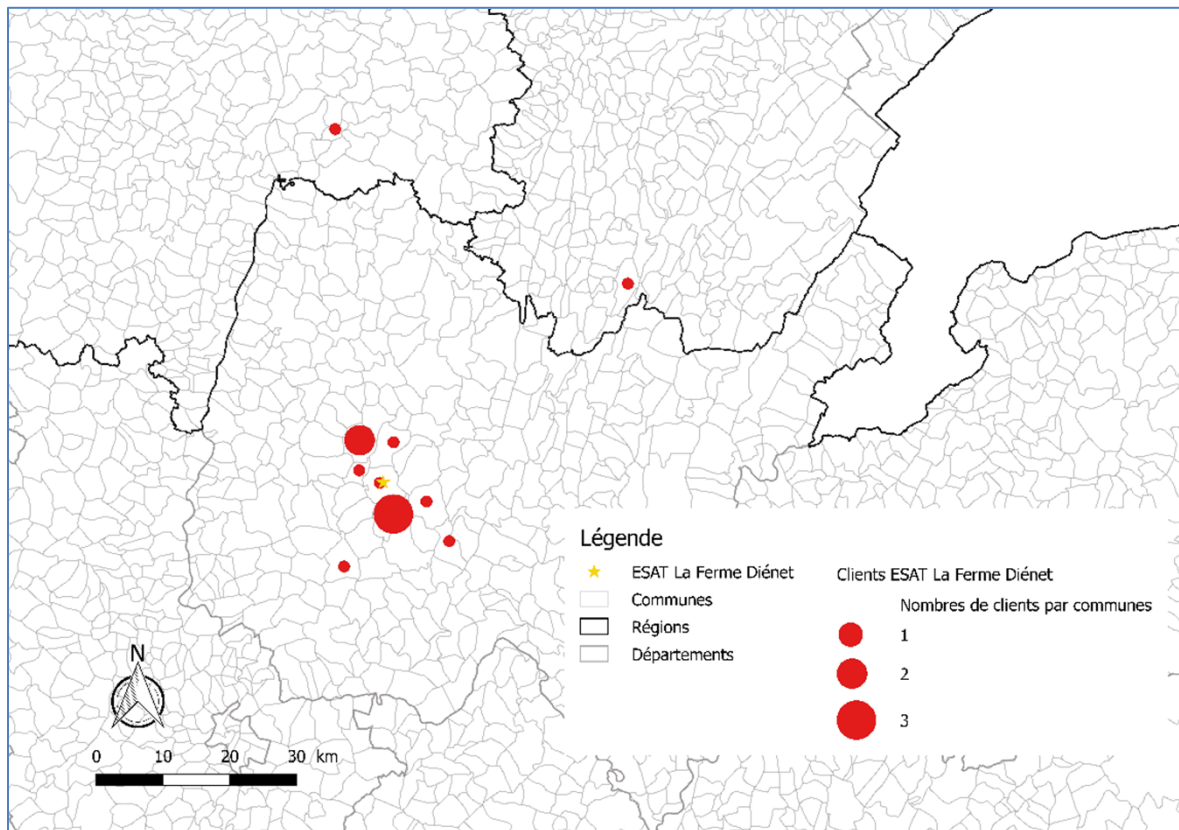 Légende
ESAT La Ferme Diénet
Communes
Régions
Départements
Clients ESAT La Ferme Diénet
Nombres de clients par communes
1
2
3
N
0 10 20 30 km